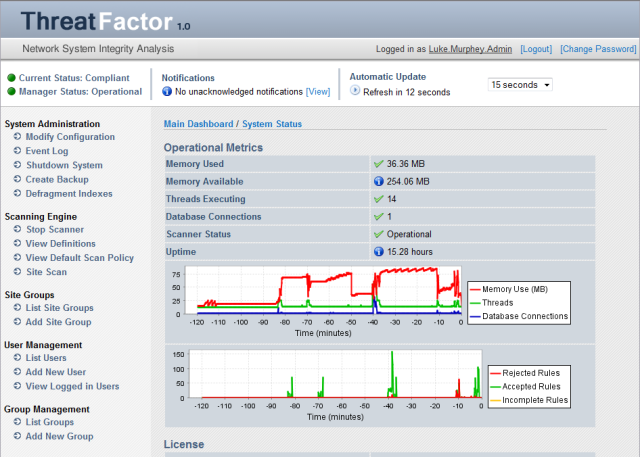 ThreatFactor 1.0
Network System Integrity Analysis
Logged in as Luke.Murphey.Admin [Logout] [Change Password]
Current Status: Compliant
Manager Status: Operational
Notifications
No unacknowledged notifications [View]
Automatic Update
Refresh in 12 seconds
15 seconds
System Administration
Modify Configuration
Event Log
Shutdown System
Create Backup
Defragment Indexes
Scanning Engine
Stop Scanner
View Definitions
View Default Scan Policy
Site Scan
Site Groups
List Site Groups
Add Site Group
User Management
List Users
Add New User
View Logged in Users
Group Management
List Groups
Add New Group
Main Dashboard / System Status
Operational Metrics
Memory Used 36.36 MB
Memory Available 254.06 MB
Threads Executing 14
Database Connections 1
Scanner Status Operational
Uptime 15.28 hours
75
50
25
0
-120 -110 -100 -90 -80 -70 -60 -50 -40 -30 -20 -10 0
Time (minutes)
Memory Use (MB)
Threads
Database Connections
150
100
50
0
-120 -110 -100 -90 -80 -70 -60 -50 -40 -30 -20 -10 0
Time (minutes)
Rejected Rules
Accepted Rules
Incomplete Rules
License